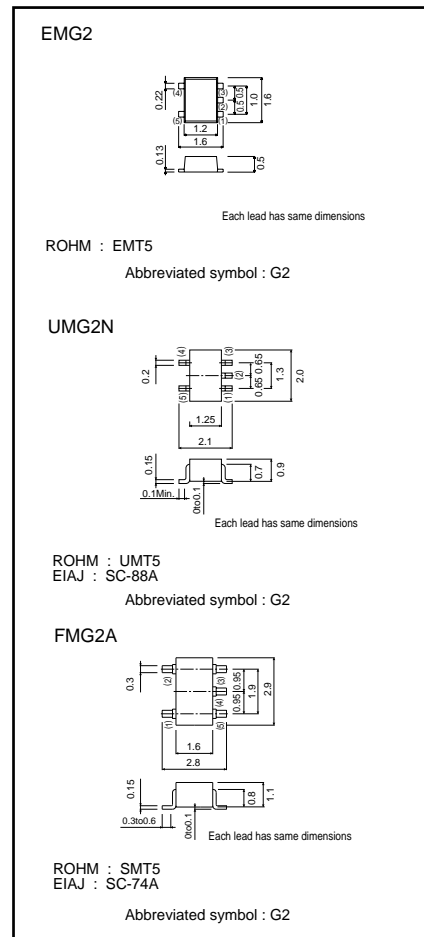 EMG2
0.22
(4)
(3)
(2)
(5)
(1)
0.5 0.5
1.0
1.6
1.2
1.6
0.13
0.5
Each lead has same dimensions
ROHM : EMT5
Abbreviated symbol : G2
UMG2N
0.2
(4)
(3)
(2)
(5)
(1)
0.65 0.65
1.3
2.0
1.25
2.1
0.15
0.1Min.
0to0.1
0.7
0.9
Each lead has same dimensions
ROHM : UMT5
EIAJ : SC-88A
Abbreviated symbol : G2
FMG2A
0.3
(2)
(3)
(4)
(1)
(5)
0.95 0.95
1.9
2.9
1.6
2.8
0.15
0.3to0.6
0to0.1
0.8
1.1
Each lead has same dimensions
ROHM : SMT5
EIAJ : SC-74A
Abbreviated symbol : G2